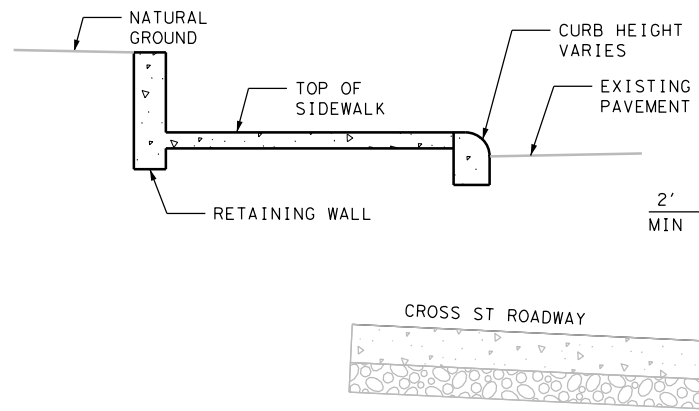 NATURAL
GROUND
CURB HEIGHT
VARIES
TOP OF
SIDEWALK
EXISTING
PAVEMENT
RETAINING WALL
2'
MIN
CROSS ST ROADWAY